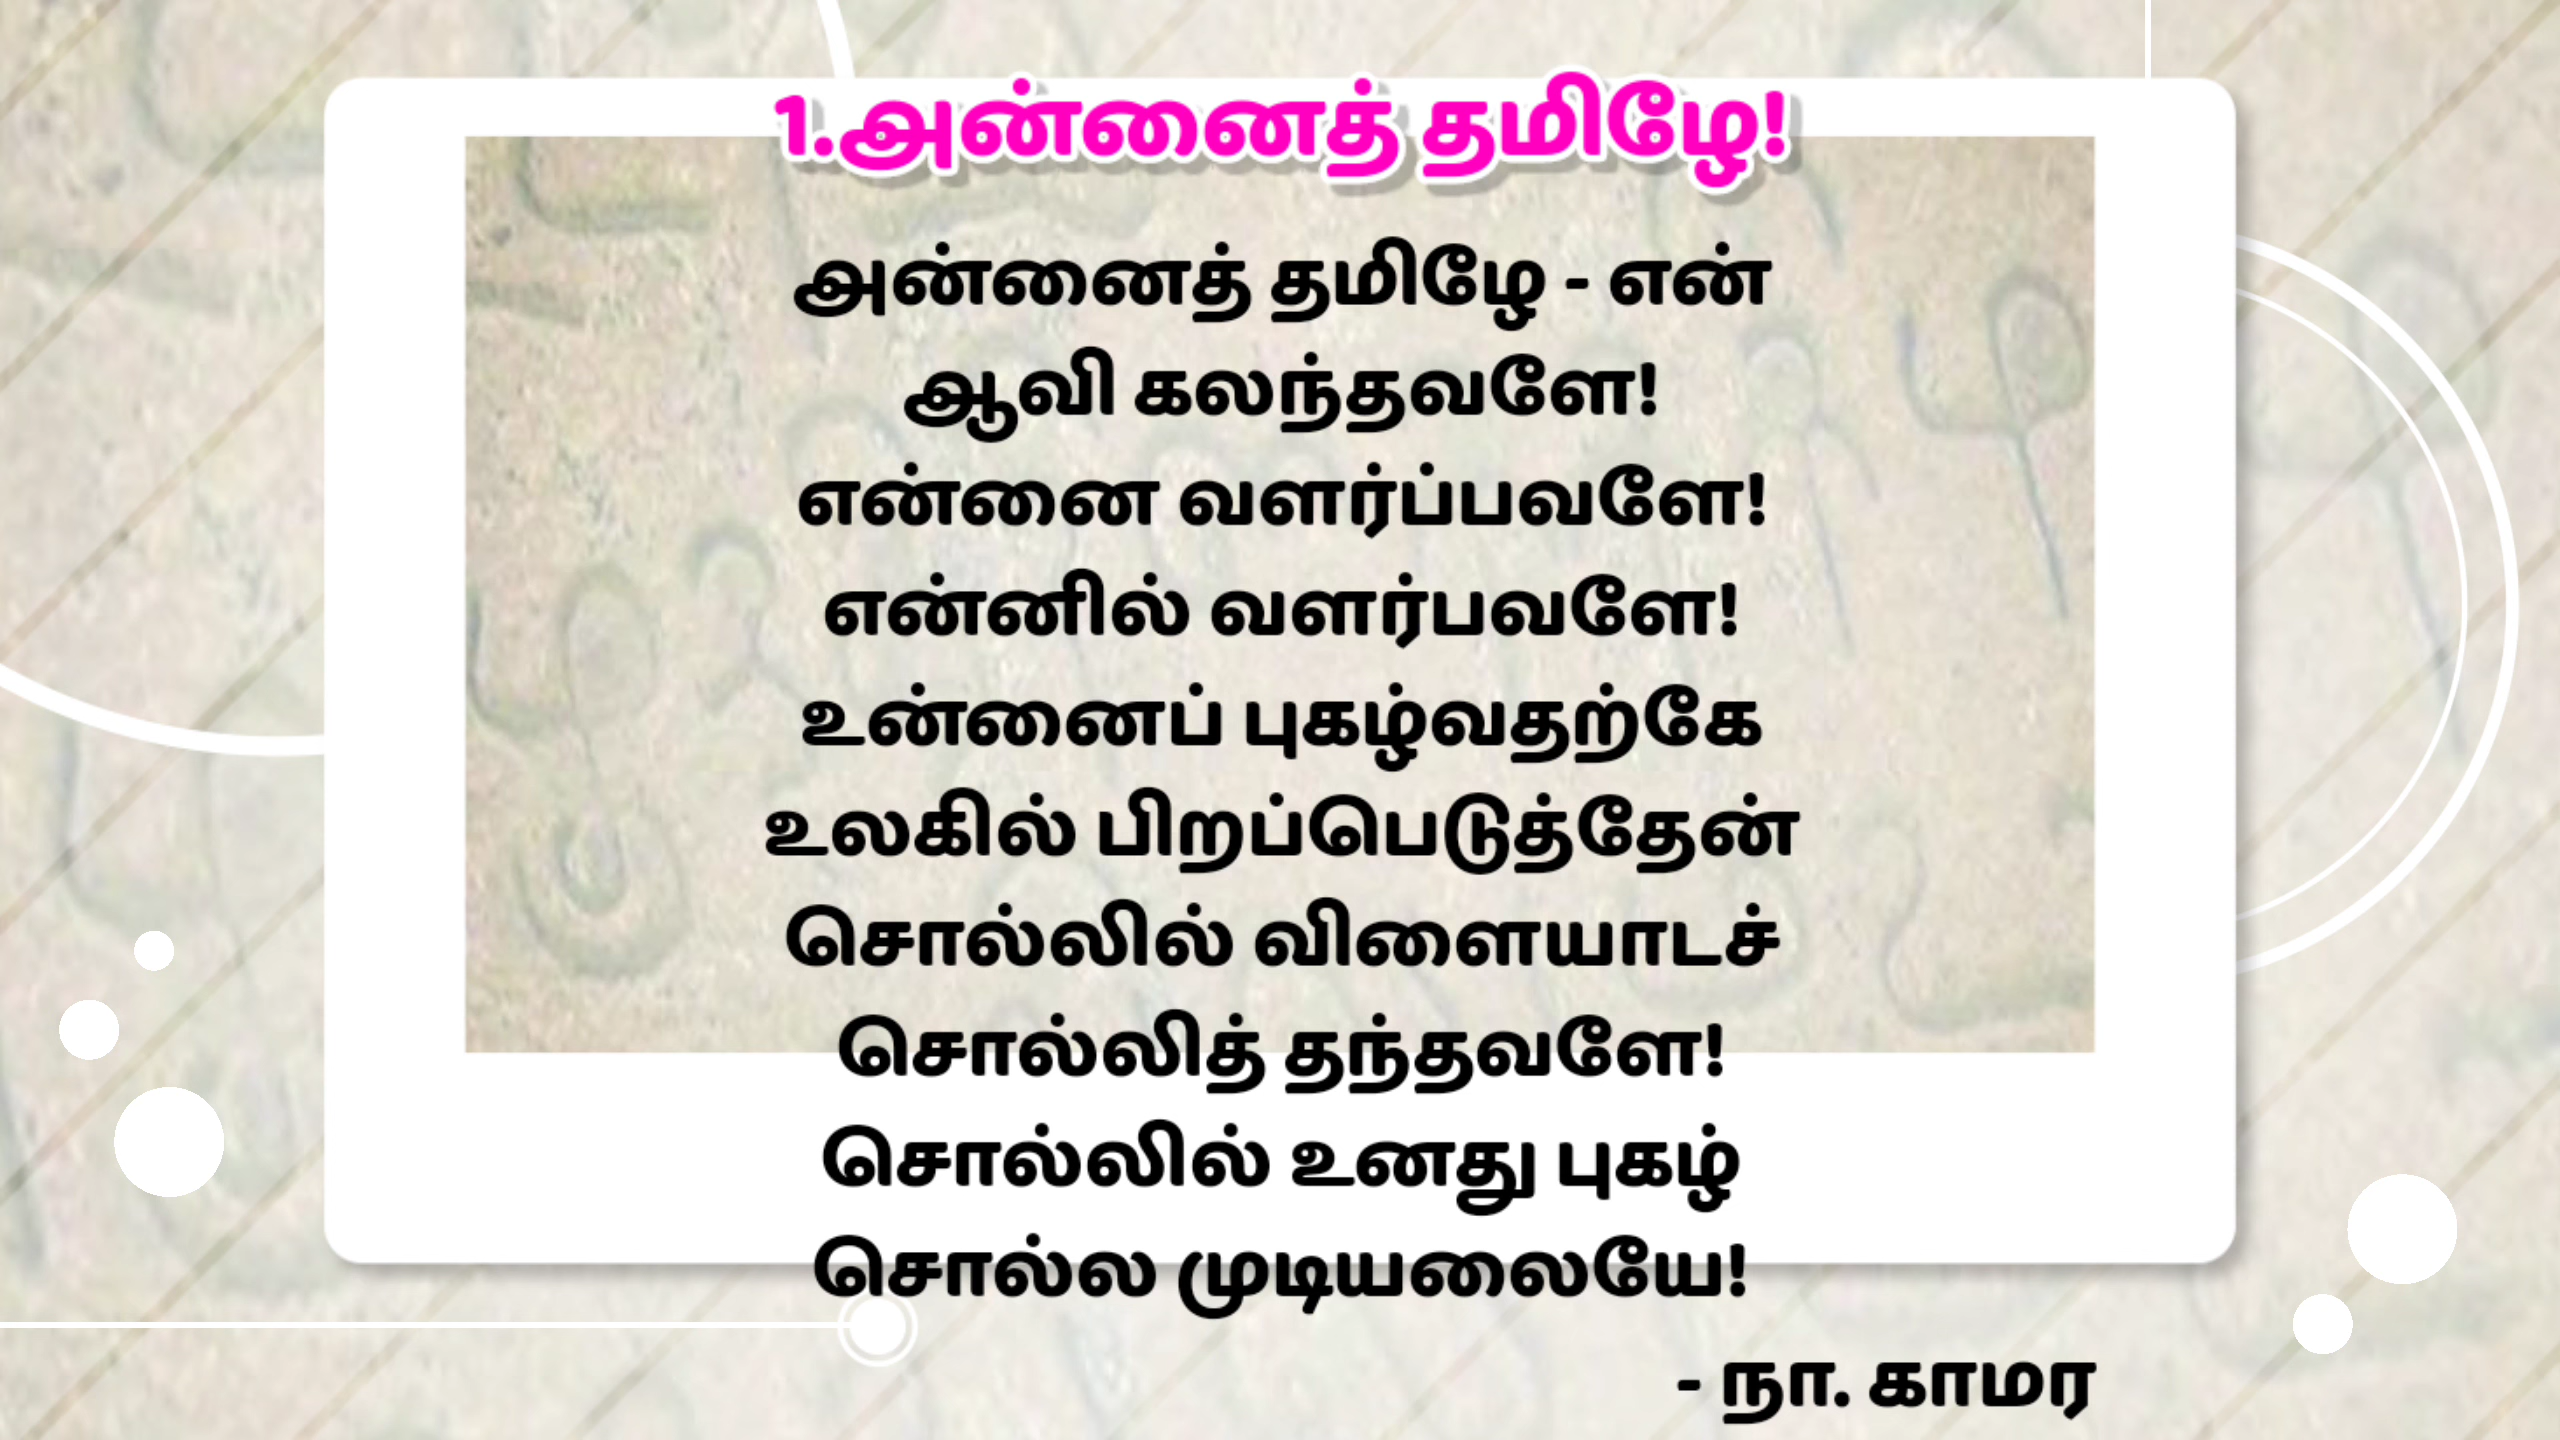 1.அன்னைத் தமிழே!
அன்னைத் தமிழே - என்
ஆவி கலந்தவளே!
என்னை வளர்ப்பவளே!
என்னில் வளர்பவளே!
உன்னைப் புகழ்வதற்கே
உலகில் பிறப்பெடுத்தேன்
சொல்லில் விளையாடச்
சொல்லித் தந்தவளே!
சொல்லில் உனது புகழ்
சொல்ல முடியலையே!
- நா. காமர